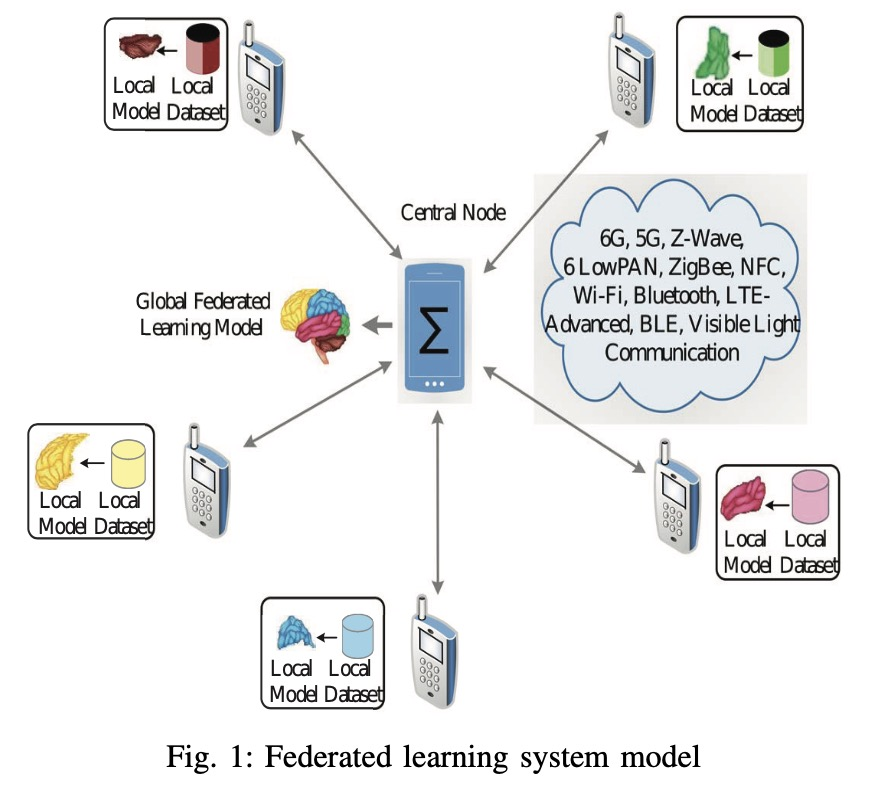 Local Local
Model Dataset
Local Local
Model Dataset
Central Node
6G, 5G, Z-Wave,
6 LowPAN, ZigBee, NFC,
Wi-Fi, Bluetooth, LTE-
Advanced, BLE, Visible Light
Communication
Global Federated
Learning Model
Σ
Local Local
Model Dataset
Local Local
Model Dataset
Local Local
Model Dataset
Fig. 1: Federated learning system model